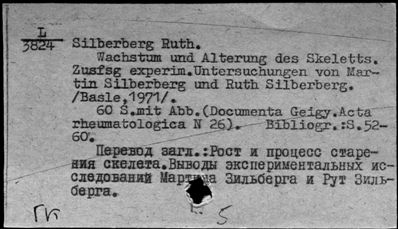 L
3824
Silberberg Ruth.
Wachstum und Alterung des Skeletts.
Zusfsg experim.Untersuchungen von Mar-
tin Silberberg und Ruth Silberberg.
/Basle,1971/.
60 S.mit Abb.(Documenta Geigy.Acta
rheumatologica N 26). Bibliogr.:S.52-
60.
Перевод загл.:Рост и процесс старе-
ния скелета.Выводы экспериментальных ис-
следований Мартина Зильберга и Рут Зиль-
берга.
5